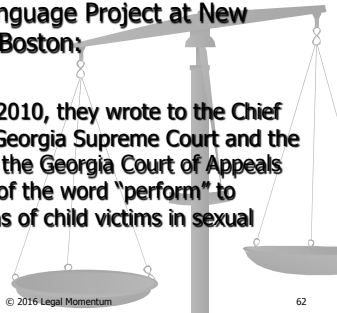 nguage Project at New
Boston:
2010, they wrote to the Chief
Georgia Supreme Court and the
the Georgia Court of Appeals
of the word “perform” to
s of child victims in sexual
© 2016 Legal Momentum 62